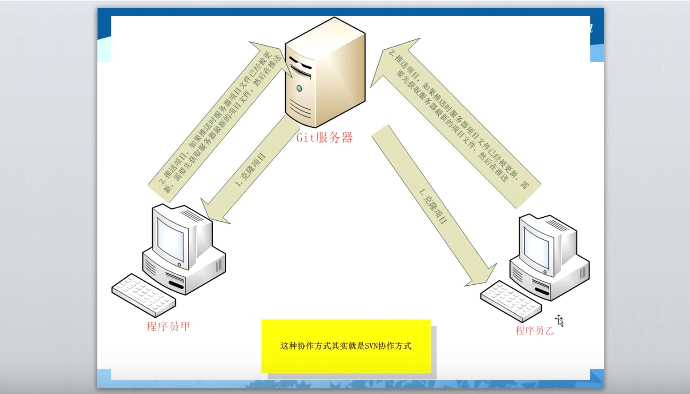 Git服务器
2.推送项目，如果推送时服务器项目文件已经被更
新，需要先获取服务器最新的项目文件，然后在推送
1.克隆项目
2.推送项目，如果推送时服务器项目文件已经被更新，需
要先获取服务器最新的项目文件，然后在推送
1.克隆项目
程序员甲
程序员乙
这种协作方式其实就是SVN协作方式